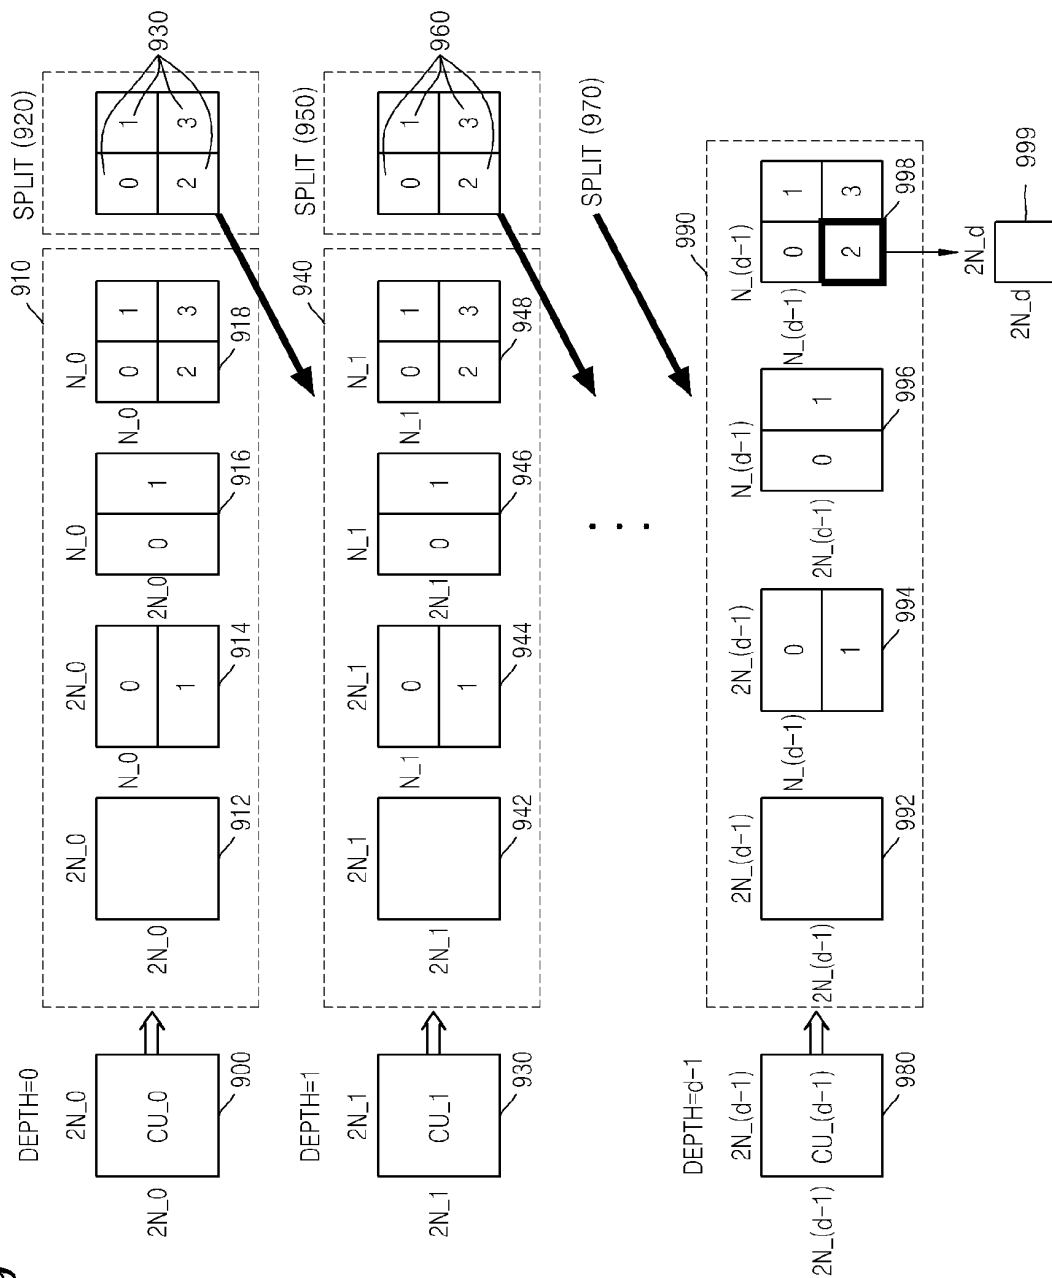 DEPTH=0
2N_0
2N_0
CU_0
900
910
2N_0
2N_0
912
2N_0
N_0
0
1
914
N_0
2N_0
0 1
916
N_0
N_0
0 1
2 3
918
SPLIT (920)
0 1
2 3
930
DEPTH=1
2N_1
2N_1
CU_1
930
940
2N_1
2N_1
942
2N_1
N_1
0
1
944
N_1
2N_1
0 1
946
N_1
N_1
0 1
2 3
948
SPLIT (950)
0 1
2 3
960
. . .
SPLIT (970)
DEPTH=d-1
2N_(d-1)
2N_(d-1)
CU_(d-1)
980
990
2N_(d-1)
2N_(d-1)
992
2N_(d-1)
N_(d-1)
0
1
994
N_(d-1)
2N_(d-1)
0 1
996
N_(d-1)
N_(d-1)
0 1
2 3
998
2N_d
2N_d
999